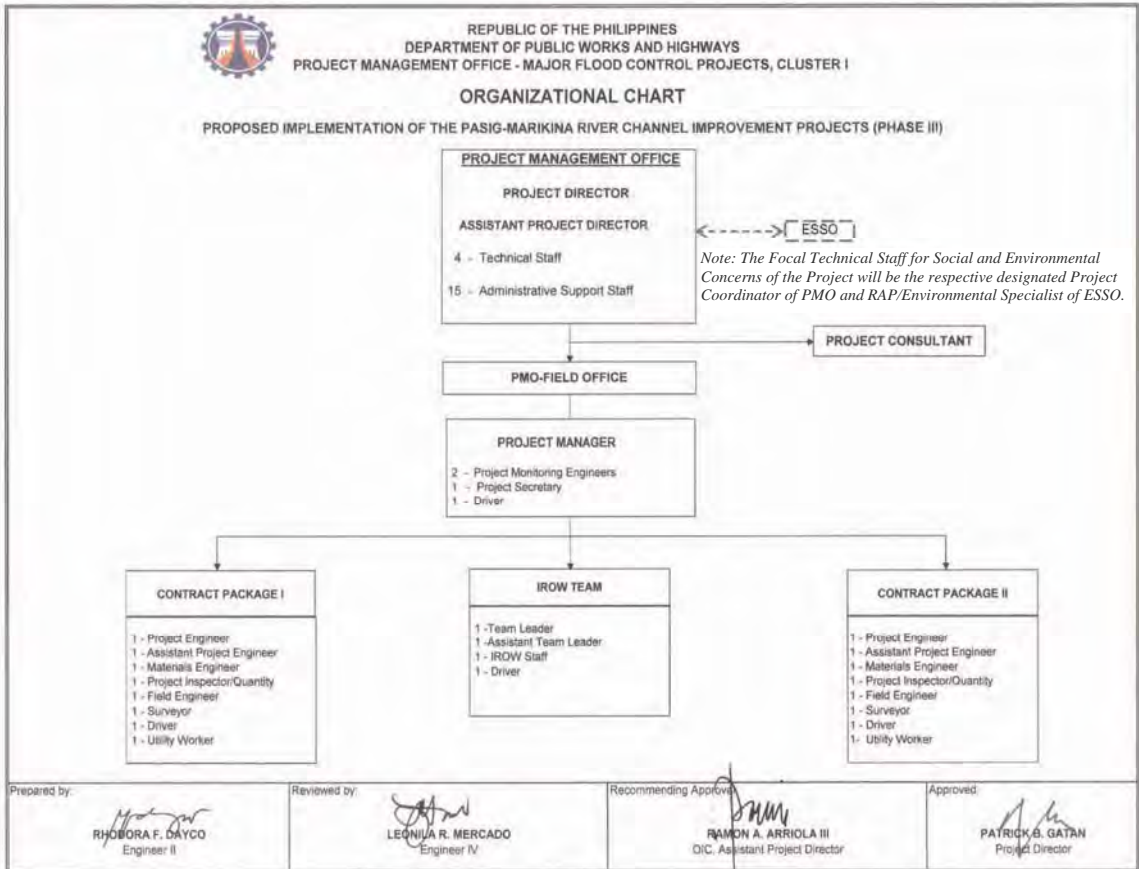 REPUBLIC OF THE PHILIPPINES
DEPARTMENT OF PUBLIC WORKS AND HIGHWAYS
PROJECT MANAGEMENT OFFICE - MAJOR FLOOD CONTROL PROJECTS, CLUSTER I
ORGANIZATIONAL CHART
PROPOSED IMPLEMENTATION OF THE PASIG-MARIKINA RIVER CHANNEL IMPROVEMENT PROJECTS (PHASE III)
PROJECT MANAGEMENT OFFICE
PROJECT DIRECTOR
ASSISTANT PROJECT DIRECTOR
4 - Technical Staff
15 - Administrative Support Staff
ESSO
Note: The Focal Technical Staff for Social and Environmental
Concerns of the Project will be the respective designated Project
Coordinator of PMO and RAP/Environmental Specialist of ESSO.
PROJECT CONSULTANT
PMO-FIELD OFFICE
PROJECT MANAGER
2 - Project Monitoring Engineers
1 - Project Secretary
1 - Driver
CONTRACT PACKAGE I
1 - Project Engineer
1 - Assistant Project Engineer
1 - Materials Engineer
1 - Project Inspector/Quantity
1 - Field Engineer
1 - Surveyor
1 - Driver
1 - Utility Worker
IROW TEAM
1 -Team Leader
1 -Assistant Team Leader
1 - IROW Staff
1 - Driver
CONTRACT PACKAGE II
1 - Project Engineer
1 - Assistant Project Engineer
1 - Materials Engineer
1 - Project Inspector/Quantity
1 - Field Engineer
1 - Surveyor
1 - Driver
1- Utility Worker
Prepared by:
RHODORA F. DAYCO
Engineer II
Reviewed by:
LEONILA R. MERCADO
Engineer IV
Recommending Approval
RAMON A. ARRIOLA III
OIC, Assistant Project Director
Approved:
PATRICK B. GATAN
Project Director